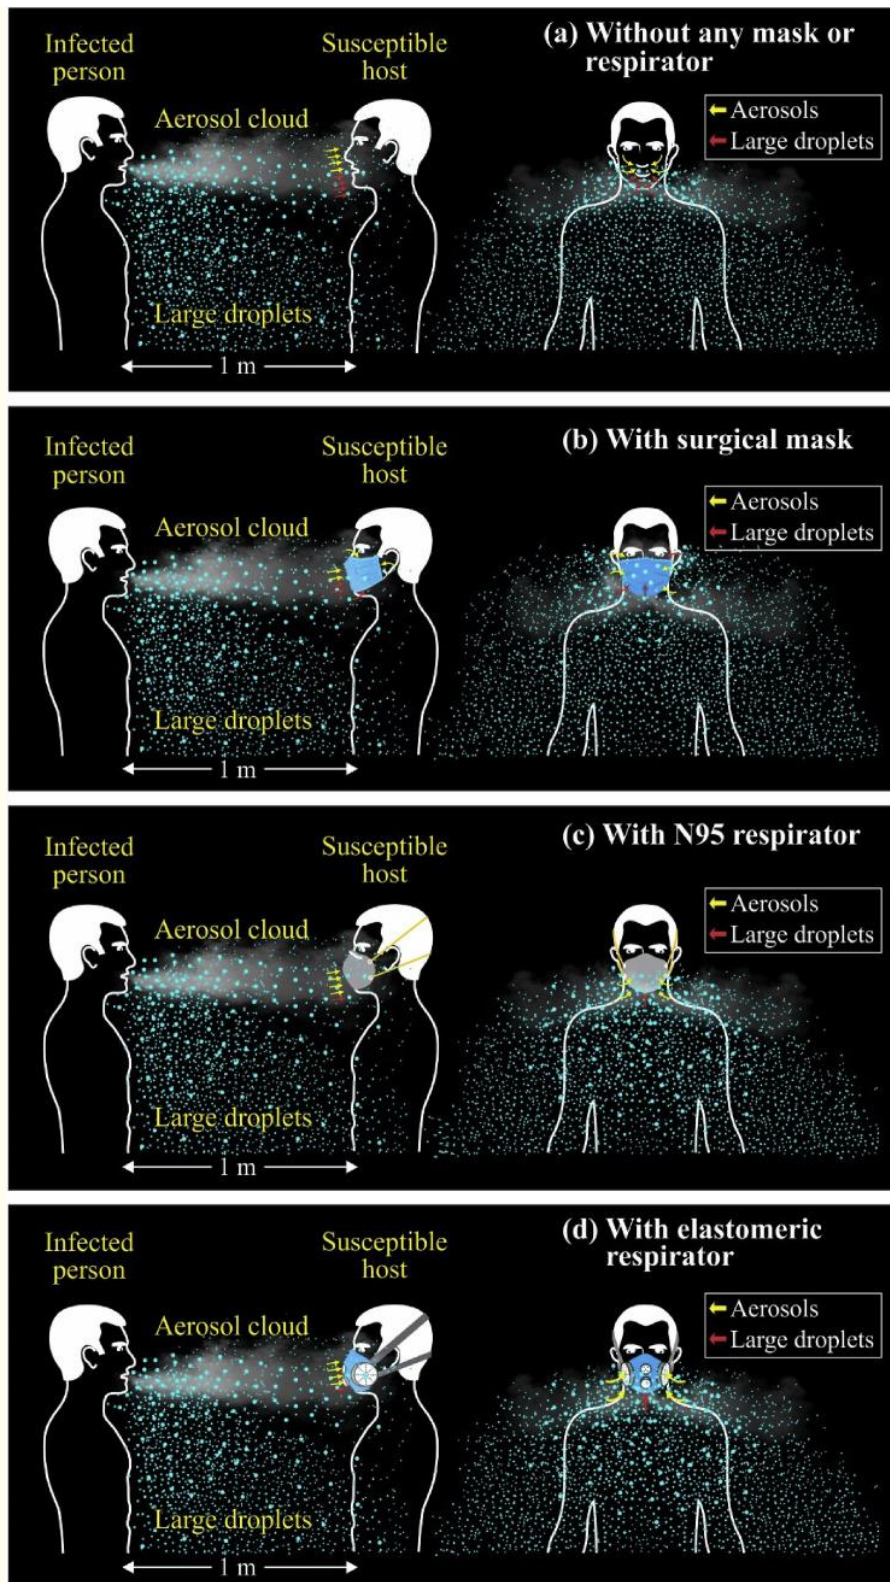 Infected
person
Susceptible
host
(a) Without any mask or
respirator
Aerosol cloud
Aerosols
Large droplets
Large droplets
1 m
Infected
person
Susceptible
host
(b) With surgical mask
Aerosol cloud
Aerosols
Large droplets
Large droplets
1 m
Infected
person
Susceptible
host
(c) With N95 respirator
Aerosol cloud
Aerosols
Large droplets
Large droplets
1 m
Infected
person
Susceptible
host
(d) With elastomeric
respirator
Aerosol cloud
Aerosols
Large droplets
Large droplets
1 m